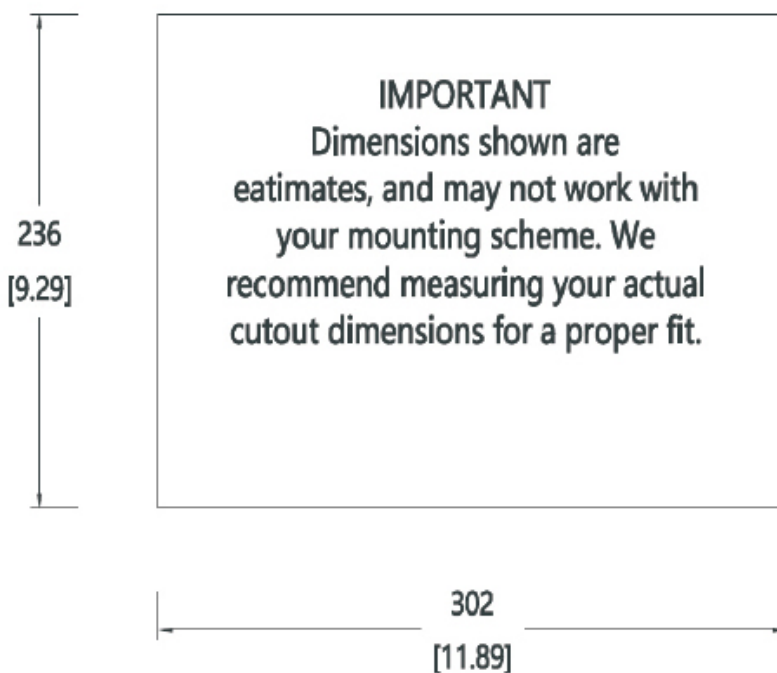 IMPORTANT
Dimensions shown are
eatimates, and may not work with
your mounting scheme. We
recommend measuring your actual
cutout dimensions for a proper fit.
236
[9.29]
302
[11.89]